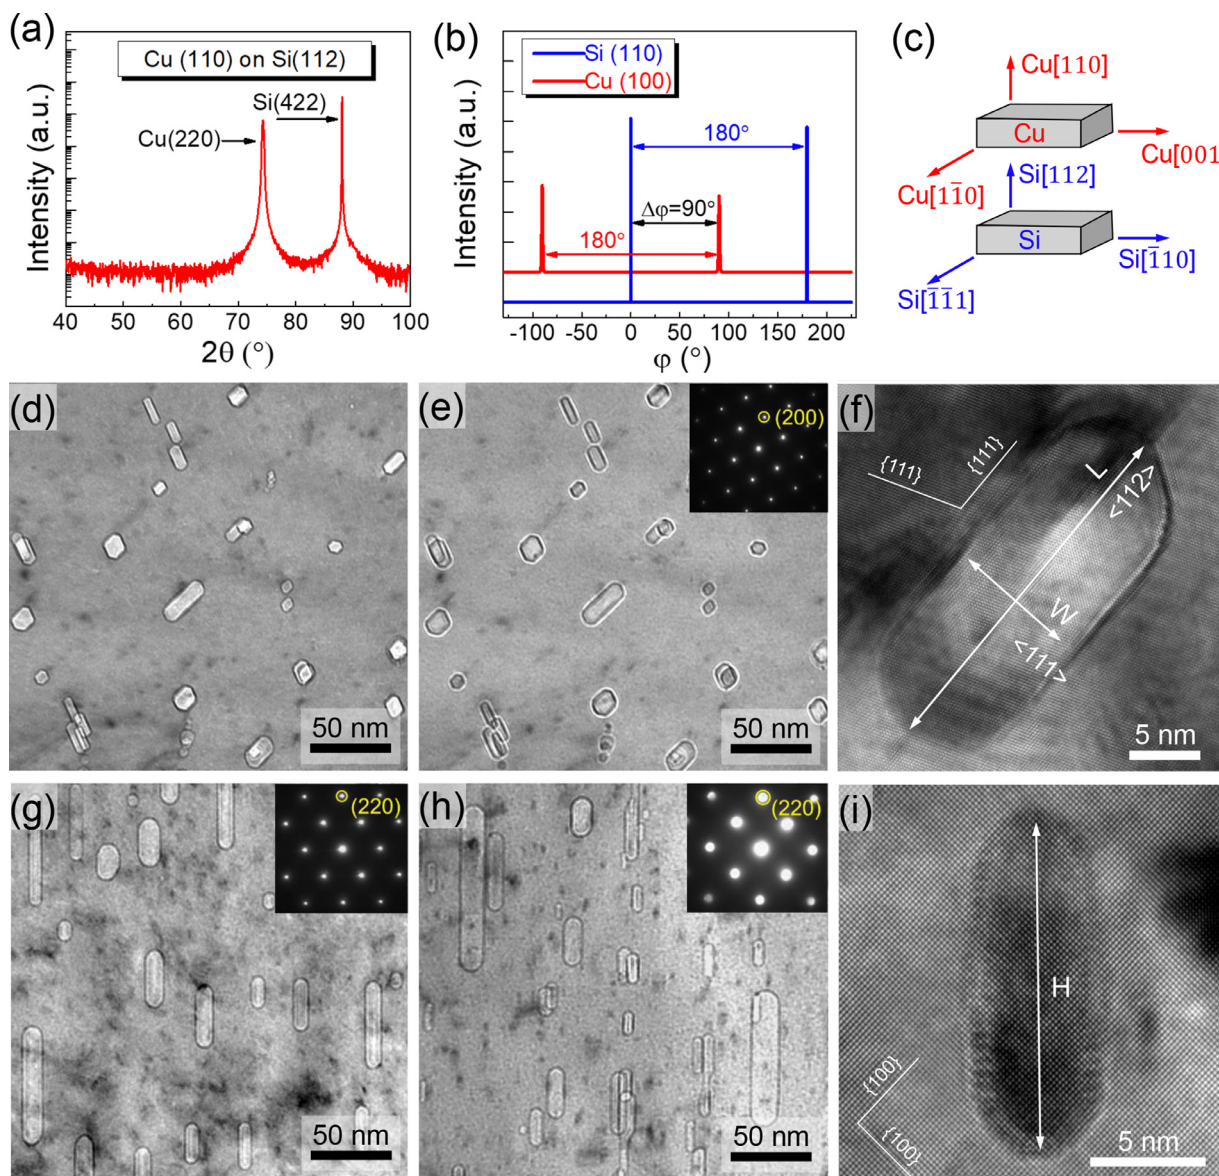 (a)
Cu (110) on Si(112)
Si(422)
Cu(220)
Intensity (a.u.)
40 50 60 70 80 90 100
2θ (°)
(b)
Si (110)
Cu (100)
180°
Δφ=90°
180°
Intensity (a.u.)
-100 -50 0 50 100 150 200
φ (°)
(c)
Cu[110]
Cu
Cu[001]
Cu[11̄0]
Si[112]
Si
Si[1̄10]
Si[1̄1̄1]
(d)
50 nm
(e)
(200)
50 nm
(f)
{111}
{111}
L
<112>
W
<111>
5 nm
(g)
(220)
50 nm
(h)
(220)
50 nm
(i)
H
{100}
{100}
5 nm